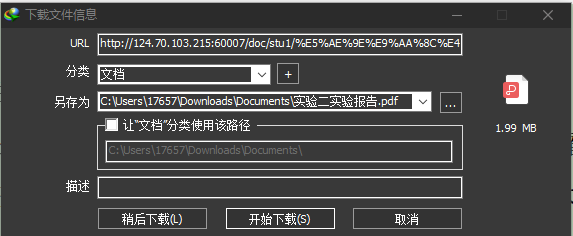 下载文件信息
URL http://124.70.103.215:60007/doc/stu1/%E5%AE%9E%E9%AA%8C%E4
分类 文档 +
另存为 C:\Users\17657\Downloads\Documents\实验二实验报告.pdf ...
1.99 MB
让“文档”分类使用该路径
C:\Users\17657\Downloads\Documents\
描述
稍后下载(L) 开始下载(S) 取消